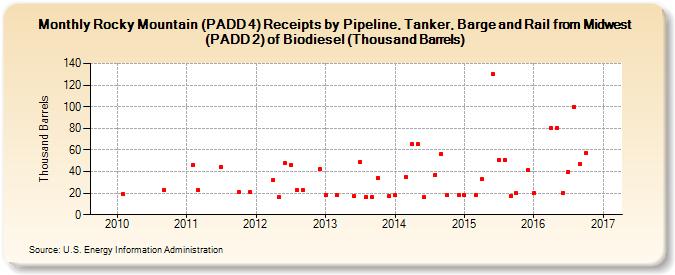 Monthly Rocky Mountain (PADD 4) Receipts by Pipeline, Tanker, Barge and Rail from Midwest
(PADD 2) of Biodiesel (Thousand Barrels)
Thousand Barrels
140
120
100
80
60
40
20
0
2010 2011 2012 2013 2014 2015 2016 2017
Source: U.S. Energy Information Administration